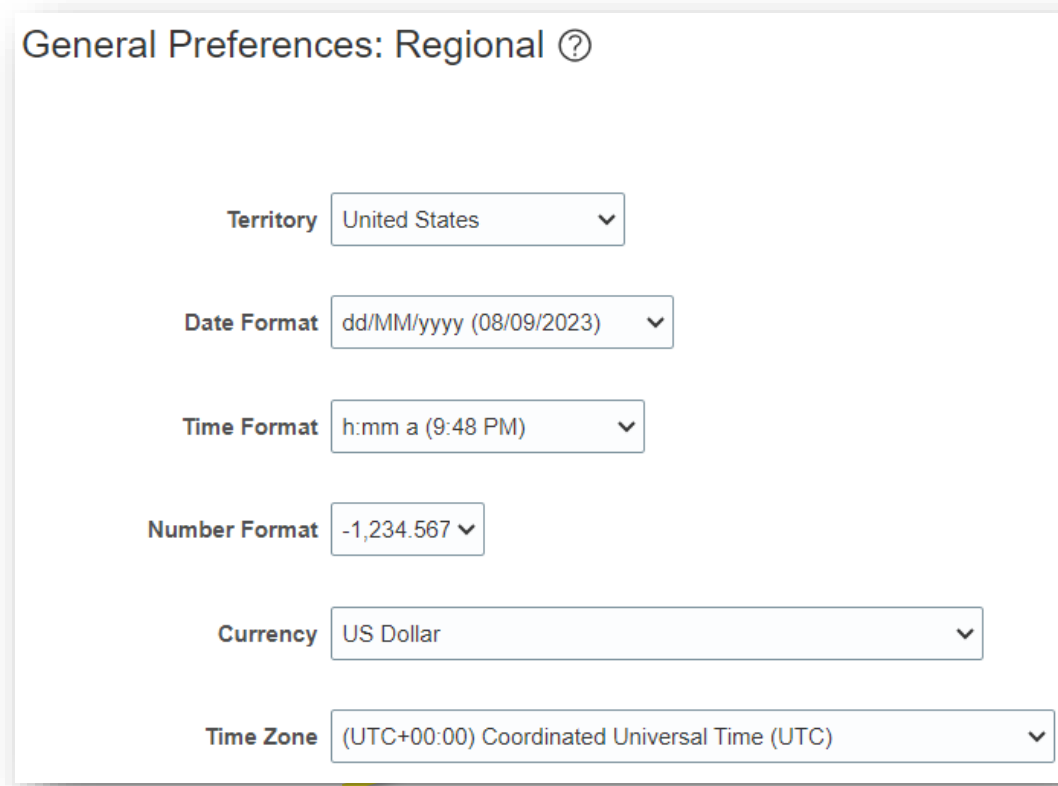 General Preferences: Regional
Territory United States
Date Format dd/MM/yyyy (08/09/2023)
Time Format h:mm a (9:48 PM)
Number Format -1,234.567
Currency US Dollar
Time Zone (UTC+00:00) Coordinated Universal Time (UTC)